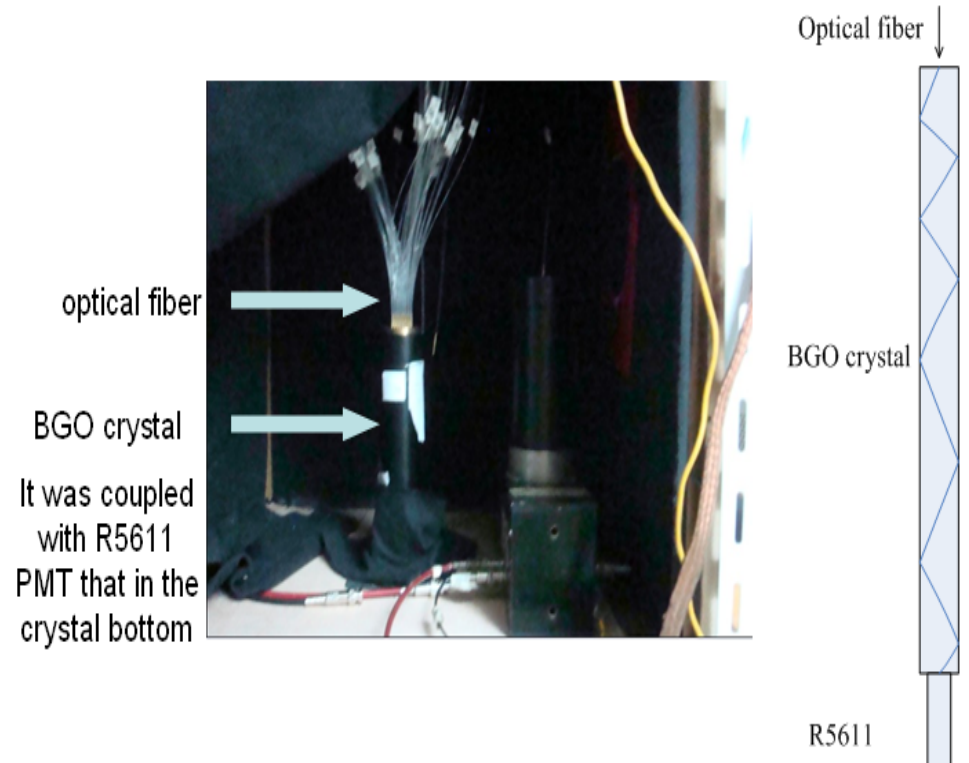 optical fiber
BGO crystal
It was coupled
with R5611
PMT that in the
crystal bottom
Optical fiber
BGO crystal
R5611